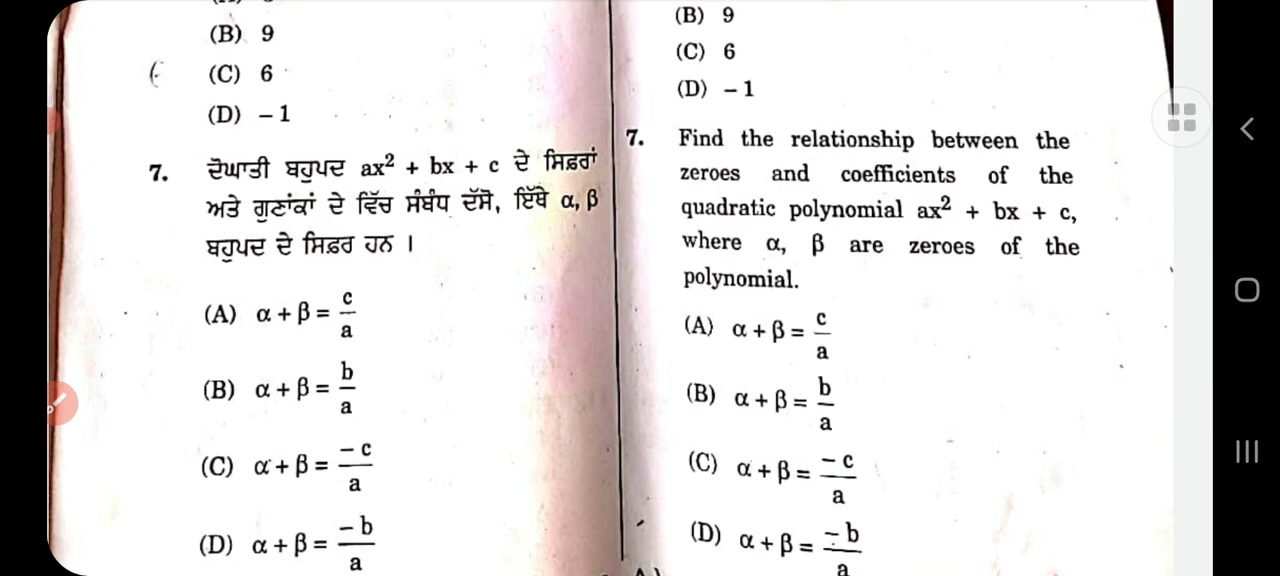 (B) 9
(C) 6
(D) – 1
7. ਦੋਘਾਤੀ ਬਹੁਪਦ ax² + bx + c ਦੇ ਸਿਫ਼ਰਾਂ
ਅਤੇ ਗੁਣਾਂਕਾਂ ਦੇ ਵਿੱਚ ਸੰਬੰਧ ਦੱਸੋ, ਇੱਥੇ α, β
ਬਹੁਪਦ ਦੇ ਸਿਫ਼ਰ ਹਨ ।
(A) α + β = c/a
(B) α + β = b/a
(C) α + β = – c/a
(D) α + β = – b/a
(B) 9
(C) 6
(D) – 1
7. Find the relationship between the
zeroes and coefficients of the
quadratic polynomial ax² + bx + c,
where α, β are zeroes of the
polynomial.
(A) α + β = c/a
(B) α + β = b/a
(C) α + β = – c/a
(D) α + β = – b/a